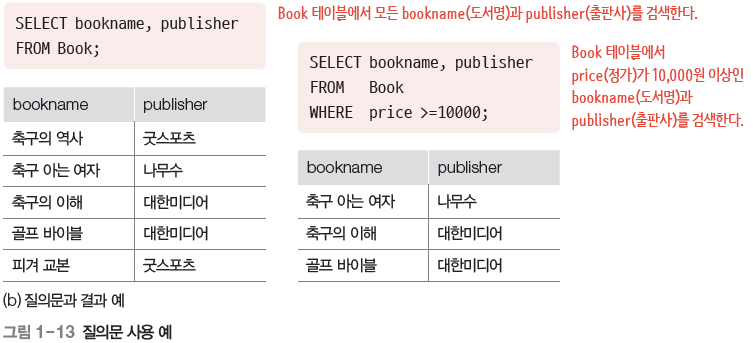 SELECT bookname, publisher
FROM Book;
Book 테이블에서 모든 bookname(도서명)과 publisher(출판사)를 검색한다.
bookname publisher
축구의 역사 굿스포츠
축구 아는 여자 나무수
축구의 이해 대한미디어
골프 바이블 대한미디어
피겨 교본 굿스포츠
SELECT bookname, publisher
FROM Book
WHERE price >=10000;
Book 테이블에서
price(정가)가 10,000원 이상인
bookname(도서명)과
publisher(출판사)를 검색한다.
bookname publisher
축구 아는 여자 나무수
축구의 이해 대한미디어
골프 바이블 대한미디어
(b) 질의문과 결과 예
그림 1-13 질의문 사용 예